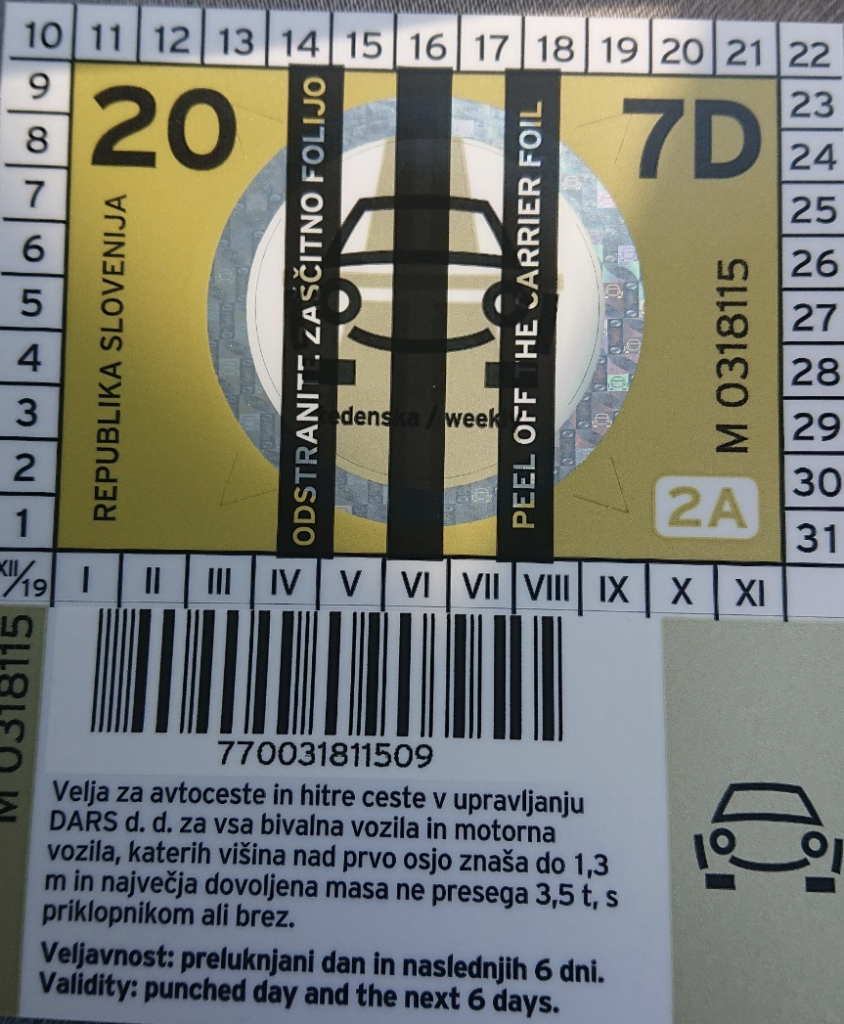 10 11 12 13 14 15 16 17 18 19 20 21 22
9
8
7
6
5
4
3
2
1
23
24
25
26
27
28
29
30
31
20
7D
REPUBLIKA SLOVENIJA
ODSTRANITE ZAŠČITNO FOLIJO
PEEL OFF THE CARRIER FOIL
M 0318115
2A
XII/19 I II III IV V VI VII VIII IX X XI
M 0318115
770031811509
Velja za avtoceste in hitre ceste v upravljanju
DARS d. d. za vsa bivalna vozila in motorna
vozila, katerih višina nad prvo osjo znaša do 1,3
m in največja dovoljena masa ne presega 3,5 t, s
priklopnikom ali brez.
Veljavnost: preluknjani dan in naslednjih 6 dni.
Validity: punched day and the next 6 days.